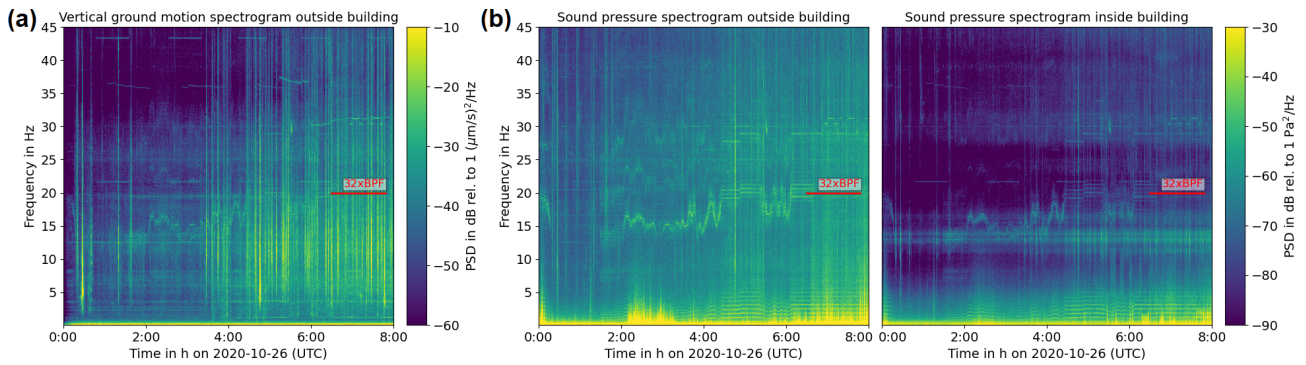 (a)
Vertical ground motion spectrogram outside building
45
40
35
30
25
20
15
10
5
0
Frequency in Hz
32xBPF
0:00 2:00 4:00 6:00 8:00
Time in h on 2020-10-26 (UTC)
−10
−20
−30
−40
−50
−60
PSD in dB rel. to 1 (μm/s)²/Hz
(b)
Sound pressure spectrogram outside building
45
40
35
30
25
20
15
10
5
0
Frequency in Hz
32xBPF
0:00 2:00 4:00 6:00 8:00
Time in h on 2020-10-26 (UTC)
Sound pressure spectrogram inside building
32xBPF
2:00 4:00 6:00 8:00
Time in h on 2020-10-26 (UTC)
−30
−40
−50
−60
−70
−80
−90
PSD in dB rel. to 1 Pa²/Hz